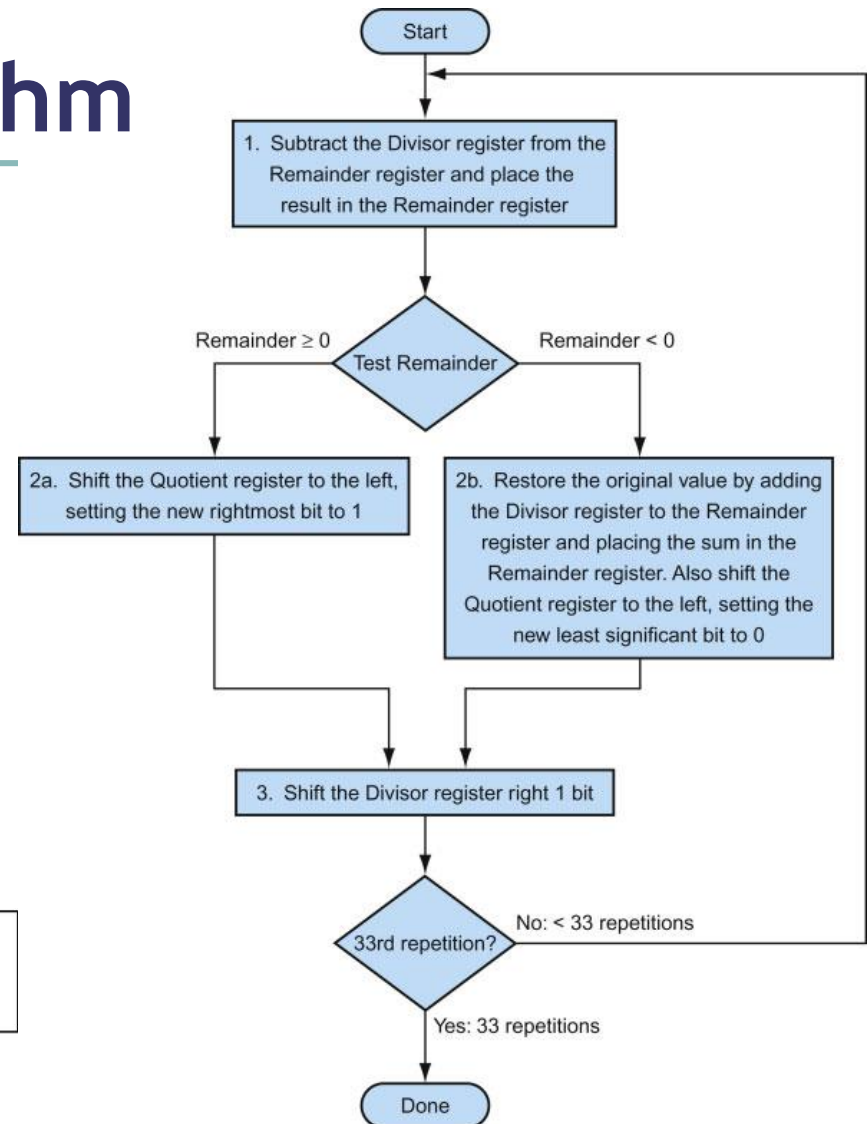 hm
Start
1. Subtract the Divisor register from the
Remainder register and place the
result in the Remainder register
Remainder ≥ 0
Remainder < 0
Test Remainder
2a. Shift the Quotient register to the left,
setting the new rightmost bit to 1
2b. Restore the original value by adding
the Divisor register to the Remainder
register and placing the sum in the
Remainder register. Also shift the
Quotient register to the left, setting the
new least significant bit to 0
3. Shift the Divisor register right 1 bit
33rd repetition?
No: < 33 repetitions
Yes: 33 repetitions
Done